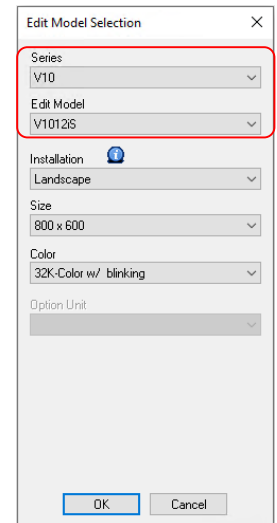 Edit Model Selection
Series
V10
Edit Model
V1012iS
Installation
Landscape
Size
800 x 600
Color
32K-Color w/ blinking
Option Unit
OK
Cancel